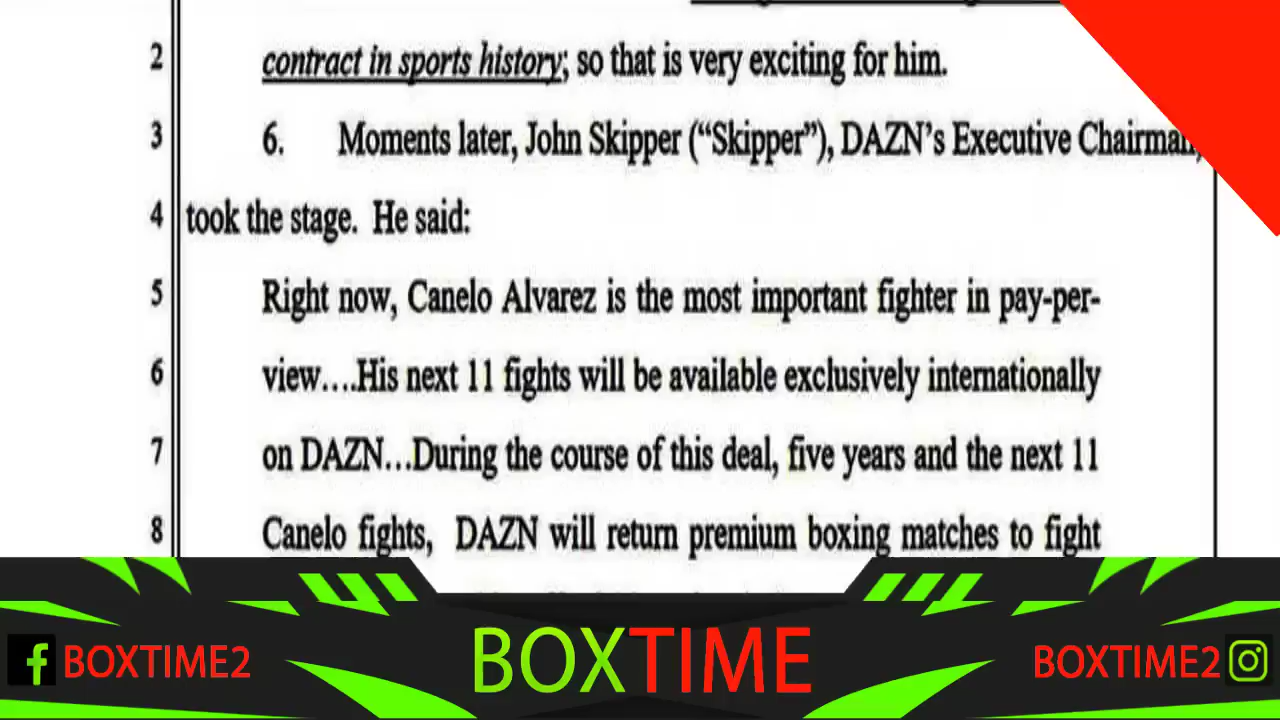 2 contract in sports history; so that is very exciting for him.
3 6. Moments later, John Skipper (“Skipper”), DAZN’s Executive Chairman,
4 took the stage. He said:
5 Right now, Canelo Alvarez is the most important fighter in pay-per-
6 view….His next 11 fights will be available exclusively internationally
7 on DAZN…During the course of this deal, five years and the next 11
8 Canelo fights, DAZN will return premium boxing matches to fight
BOXTIME2
BOXTIME
BOXTIME2